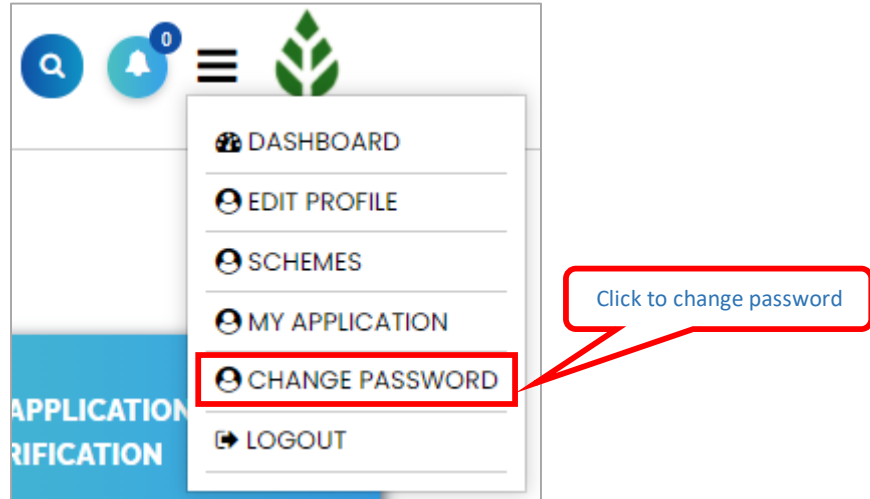 0
DASHBOARD
EDIT PROFILE
SCHEMES
MY APPLICATION
Click to change password
CHANGE PASSWORD
LOGOUT
APPLICATION
RIFICATION